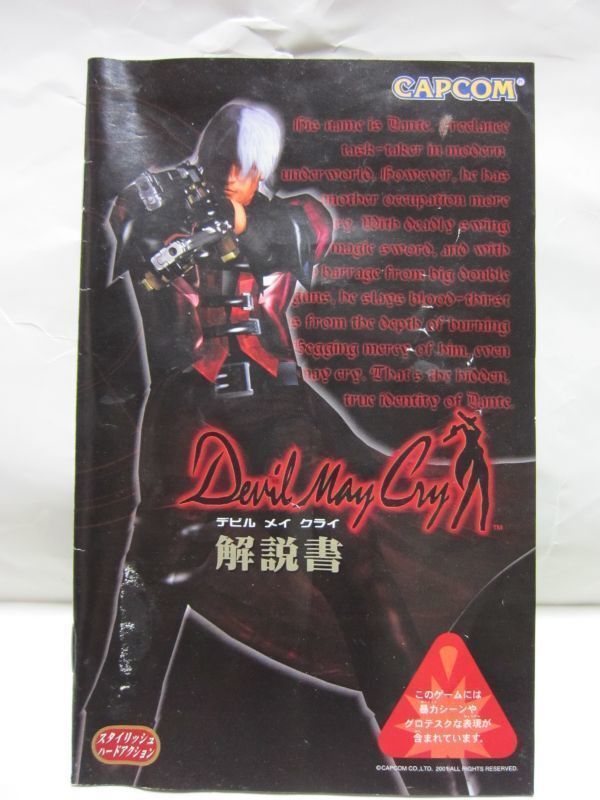 CAPCOM®
His name is Dante. Freelance
task-taker in modern
underworld. However, he has
mother occupation more
ry. With deadly swing
magic sword, and with
barrage from big double
guns, he slays blood-thirst
s from the depth of burning
begging mercy of him, even
may cry. That's the hidden,
true identity of Dante.
Devil May Cry
TM
デビル メイ クライ
解説書
このゲームには
暴力シーンや
グロテスクな表現が
含まれています。
スタイリッシュ
ハードアクション
©CAPCOM CO.,LTD. 2001 ALL RIGHTS RESERVED.